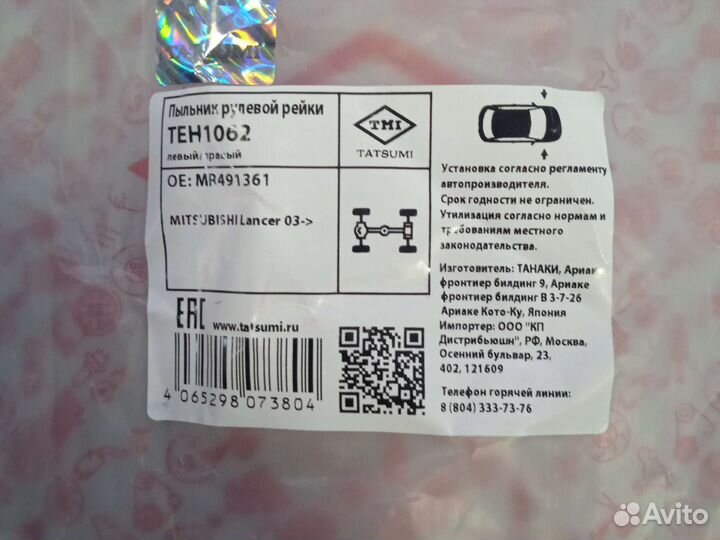 TATSUMI
Пыльник рулевой рейки
TEH1062
левый/правый
TMI
TATSUMI
OE: MR491361
MITSUBISHI Lancer 03->
EAC
www.tatsumi.ru
4 065298 073804
Установка согласно регламенту
автопроизводителя.
Срок годности не ограничен.
Утилизация согласно нормам и
требованиям местного
законодательства.
Изготовитель: ТАНАКИ, Ариаке
фронтиер билдинг 9, Ариаке
фронтиер билдинг В 3-7-26
Ариаке Кото-Ку, Япония
Импортер: ООО "КП
Дистрибьюшн", РФ, Москва,
Осенний бульвар, 23,
402, 121609
Телефон горячей линии:
8 (804) 333-73-76
Avito